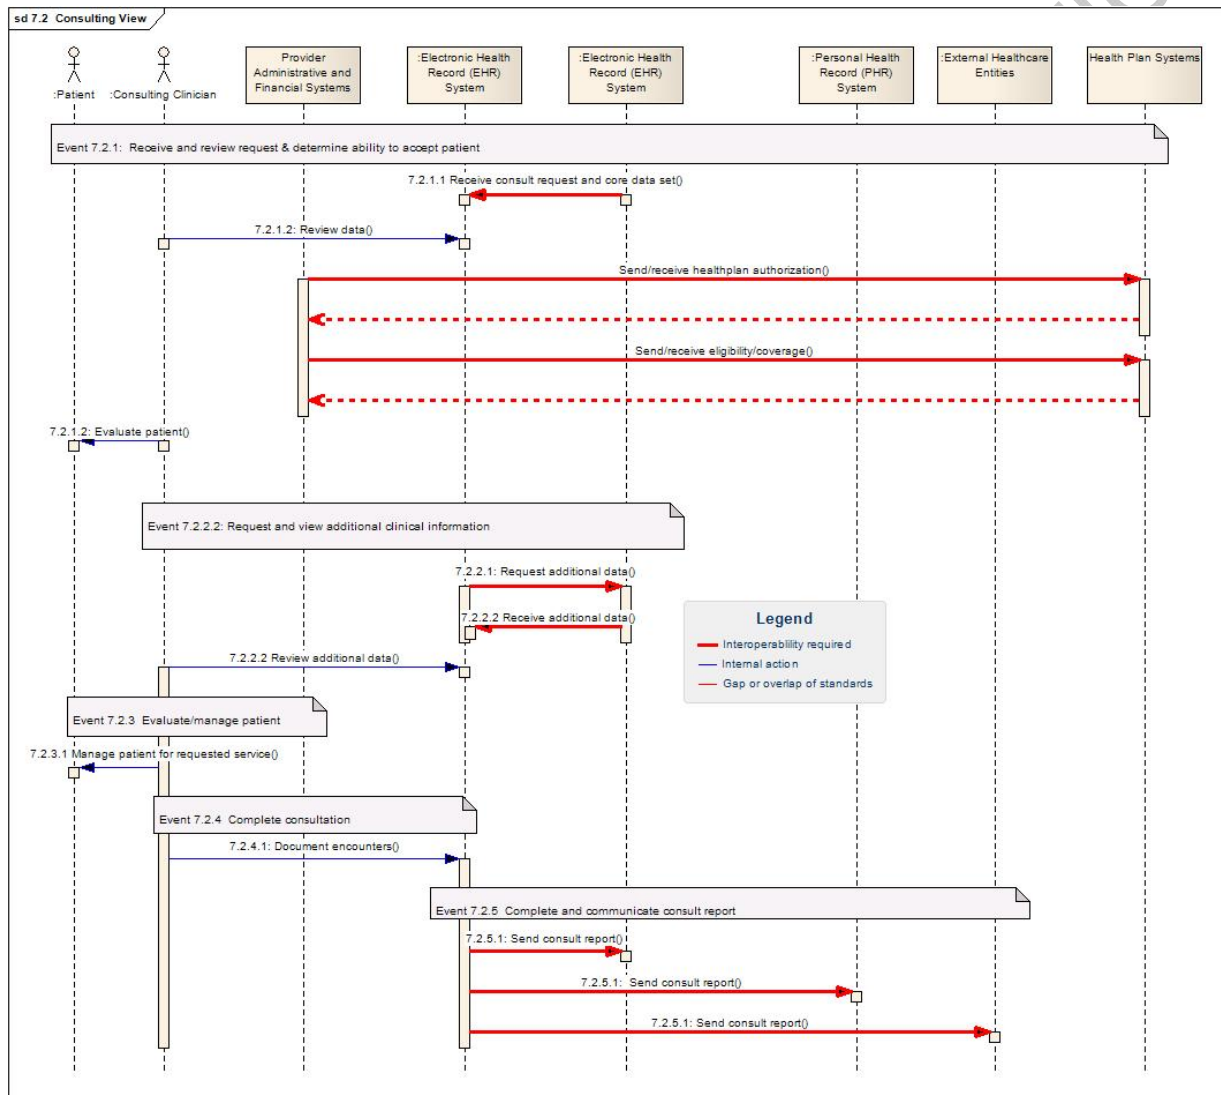 sd 7.2 Consulting View
:Patient
:Consulting Clinician
Provider
Administrative and
Financial Systems
:Electronic Health
Record (EHR)
System
:Electronic Health
Record (EHR)
System
:Personal Health
Record (PHR)
System
:External Healthcare
Entities
Health Plan Systems
Event 7.2.1: Receive and review request & determine ability to accept patient
7.2.1.1 Receive consult request and core data set()
7.2.1.2: Review data()
Send/receive healthplan authorization()
Send/receive eligibility/coverage()
7.2.1.2: Evaluate patient()
Event 7.2.2.2: Request and view additional clinical information
7.2.2.1: Request additional data()
7.2.2.2 Receive additional data()
Legend
Interoperablility required
Internal action
Gap or overlap of standards
7.2.2.2 Review additional data()
Event 7.2.3 Evaluate/manage patient
7.2.3.1 Manage patient for requested service()
Event 7.2.4 Complete consultation
7.2.4.1: Document encounters()
Event 7.2.5 Complete and communicate consult report
7.2.5.1: Send consult report()
7.2.5.1: Send consult report()
7.2.5.1: Send consult report()